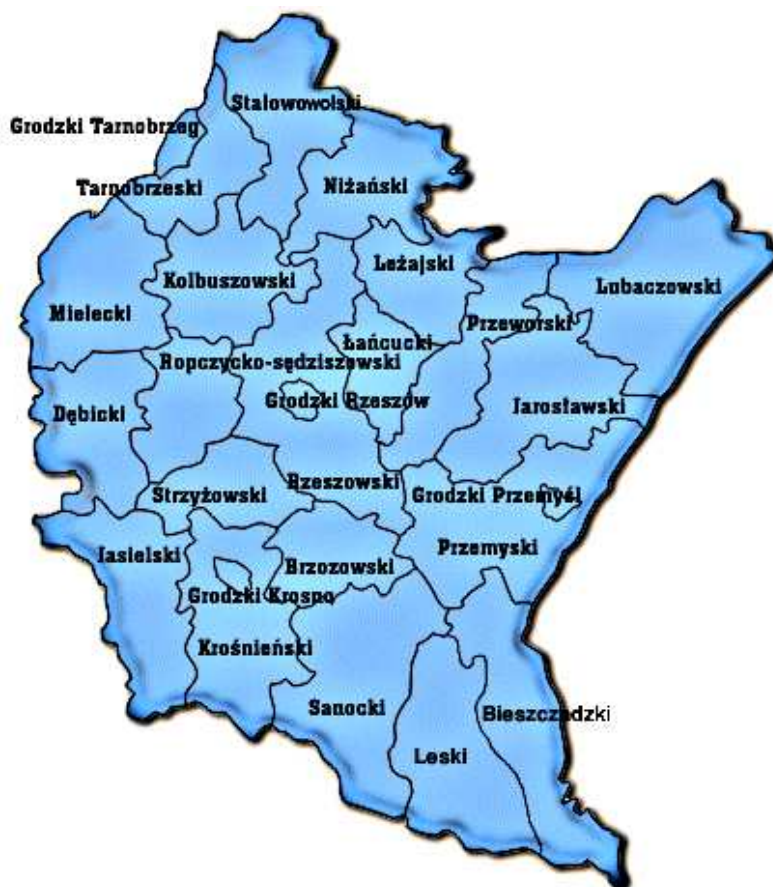 Stalowowolski
Grodzki Tarnobrzeg
Tarnobrzeski
Niżański
Leżajski
Kolbuszowski
Lubaczowski
Mielecki
Przeworski
Łańcucki
Ropczycko-sędziszewski
Grodzki Rzeszów
Dębicki
Jarosławski
Rzeszowski
Strzyżowski
Grodzki Przemyśl
Jasielski
Przemyski
Brzozowski
Grodzki Krosno
Krośnieński
Sanocki
Bieszczadzki
Leski